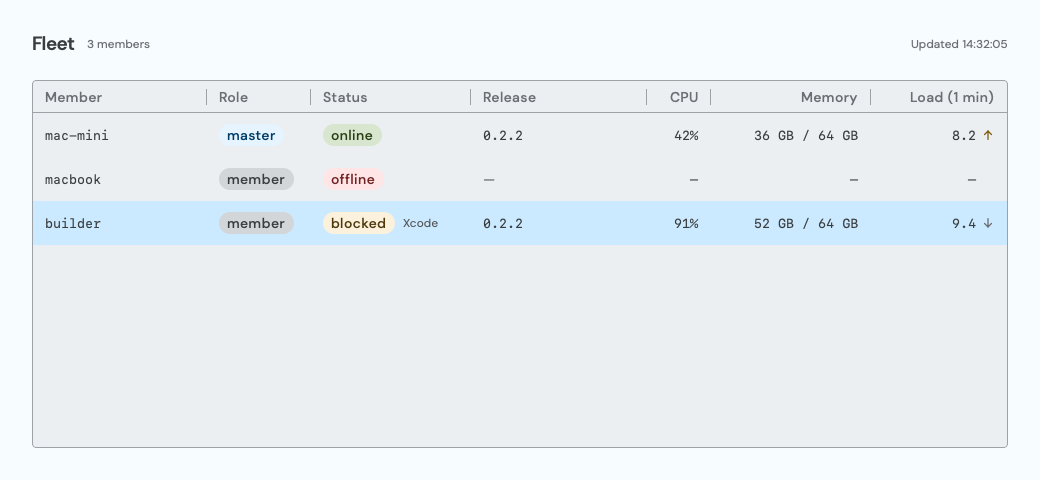 Fleet 3 members Updated 14:32:05
Member Role Status Release CPU Memory Load (1 min)
mac-mini master online 0.2.2 42% 36 GB / 64 GB 8.2 ↑
macbook member offline — — — —
builder member blocked Xcode 0.2.2 91% 52 GB / 64 GB 9.4 ↓